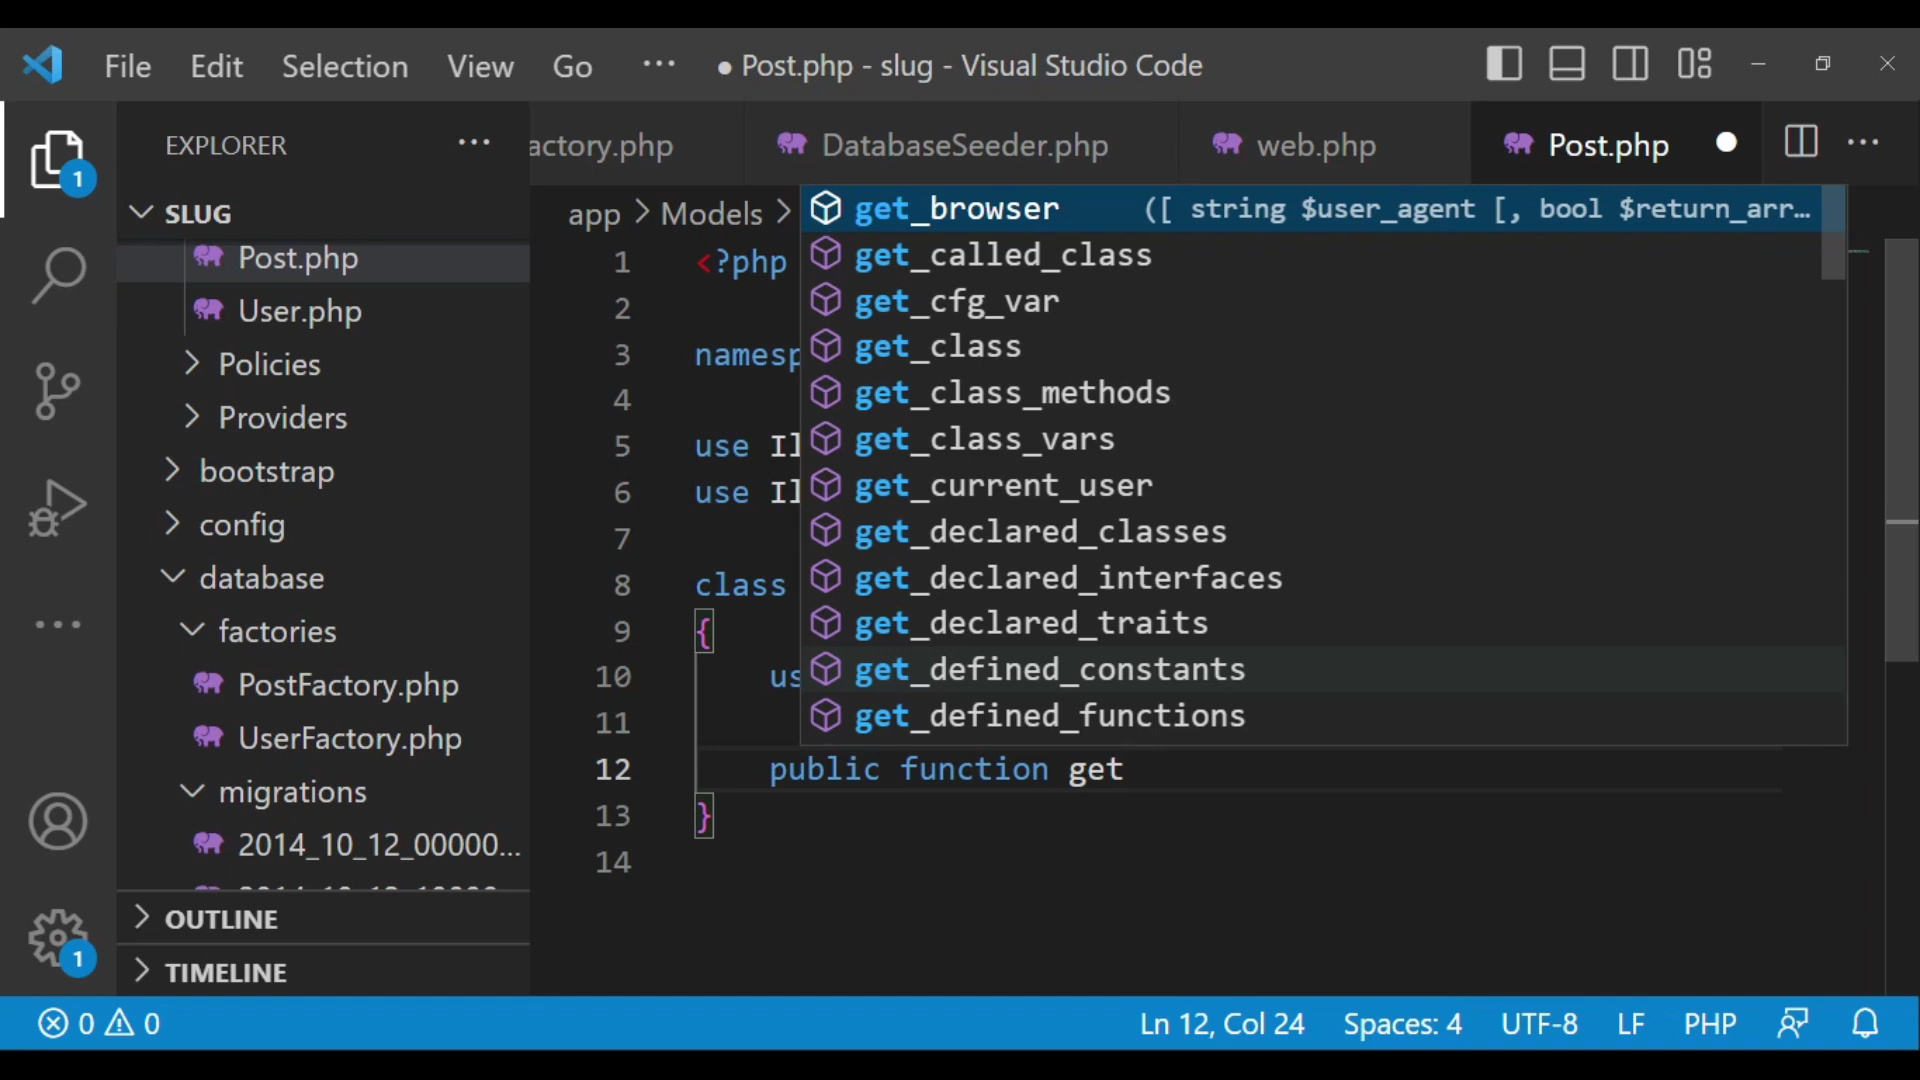 File Edit Selection View Go ··· ● Post.php - slug - Visual Studio Code
EXPLORER ···
actory.php DatabaseSeeder.php web.php Post.php ● ···
SLUG
app > Models >
Post.php
User.php
Policies
Providers
bootstrap
config
database
factories
PostFactory.php
UserFactory.php
migrations
2014_10_12_00000...
OUTLINE
TIMELINE
1
1
get_browser ([ string $user_agent [, bool $return_arr...
get_called_class
get_cfg_var
get_class
get_class_methods
get_class_vars
get_current_user
get_declared_classes
get_declared_interfaces
get_declared_traits
get_defined_constants
get_defined_functions
1 <?php
2
3 namesp
4
5 use Il
6 use Il
7
8 class
9 {
10 us
11
12 public function get
13 }
14
0 0 Ln 12, Col 24 Spaces: 4 UTF-8 LF PHP